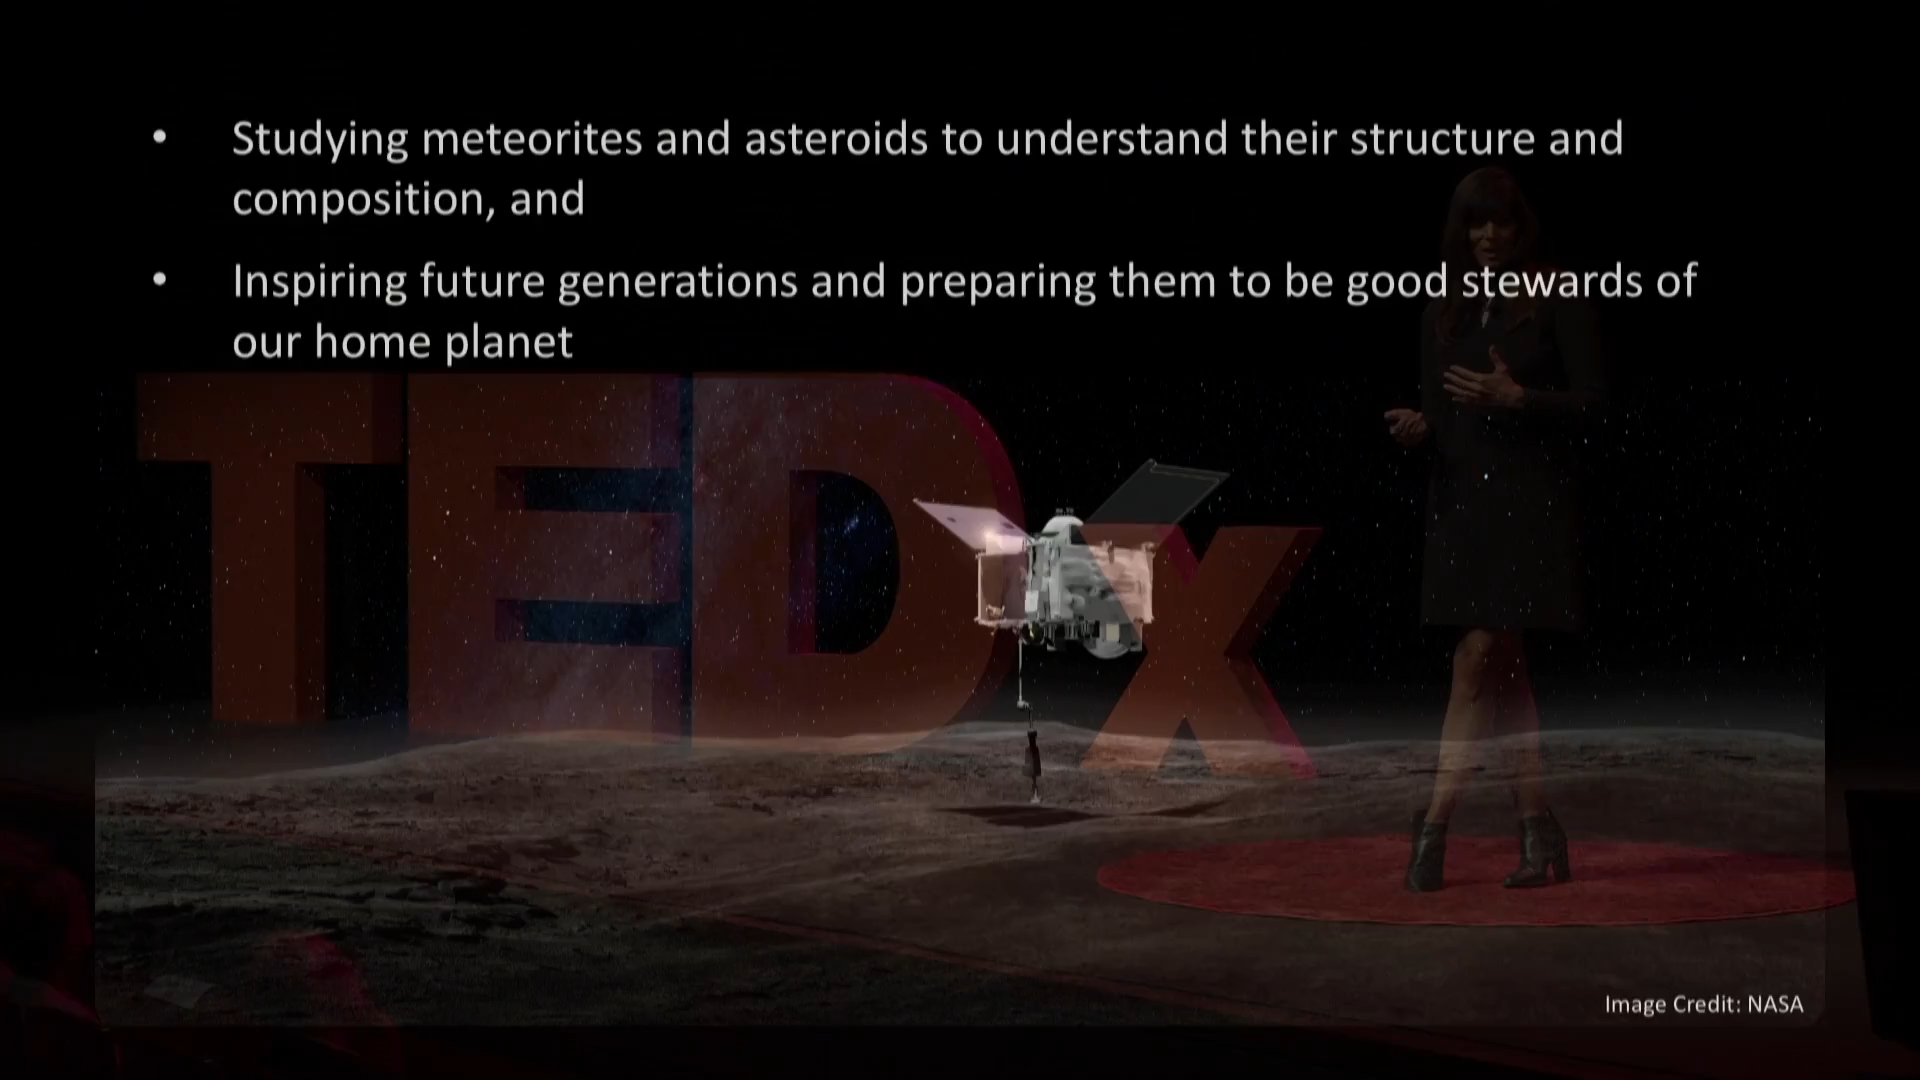 • Studying meteorites and asteroids to understand their structure and
composition, and
• Inspiring future generations and preparing them to be good stewards of
our home planet
TEDx
Image Credit: NASA